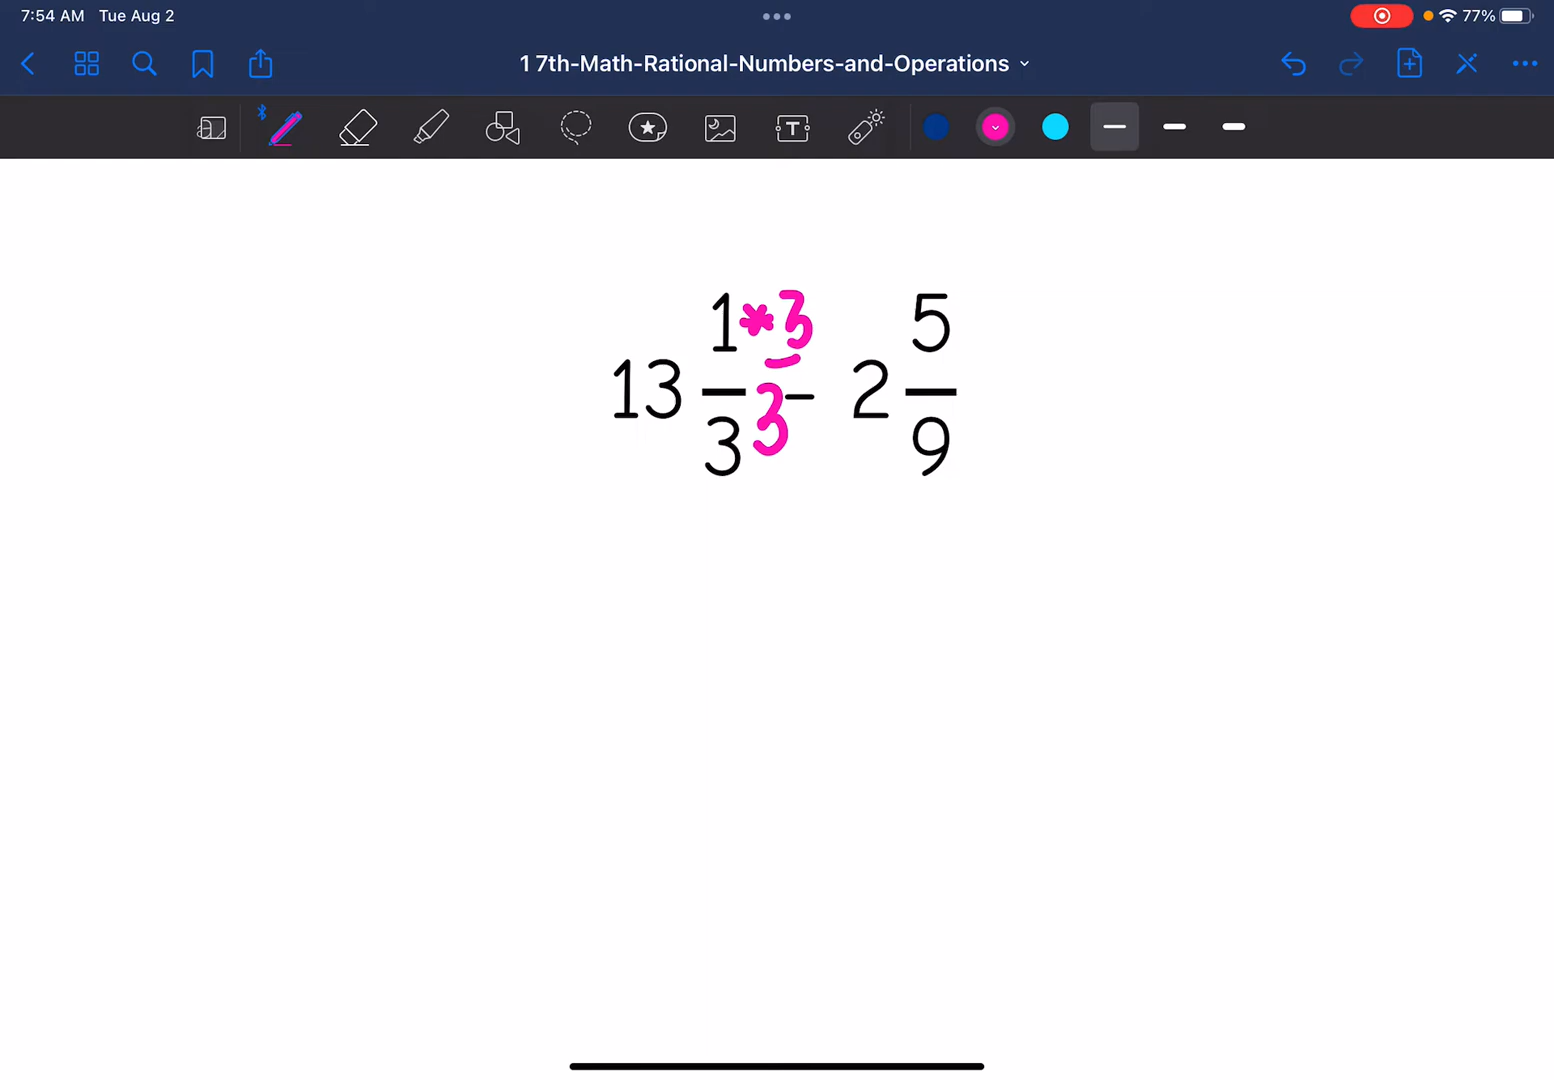 7:54 AM Tue Aug 2
77%
1 7th-Math-Rational-Numbers-and-Operations
T
1*3 5
13 — — - 2 —
3 3 9